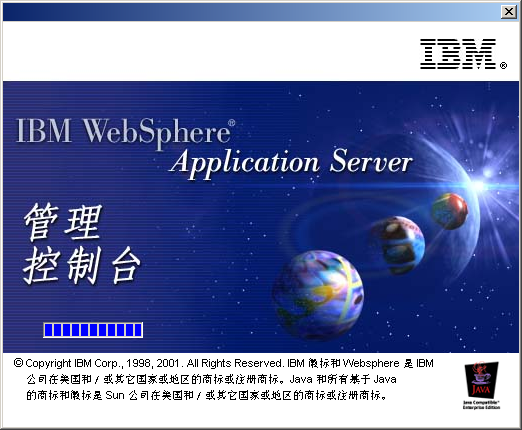 IBM®
IBM WebSphere®
Application Server
管理
控制台
© Copyright IBM Corp., 1998, 2001. All Rights Reserved. IBM 徽标和 Websphere 是 IBM
公司在美国和 / 或其它国家或地区的商标或注册商标。Java 和所有基于 Java
的商标和徽标是 Sun 公司在美国和 / 或其它国家或地区的商标或注册商标。
JAVA
Java Compatible™
Enterprise Edition